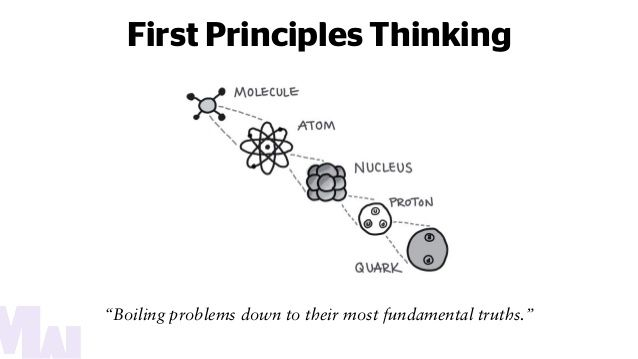 First Principles Thinking
MOLECULE
ATOM
NUCLEUS
PROTON
QUARK
“Boiling problems down to their most fundamental truths.”